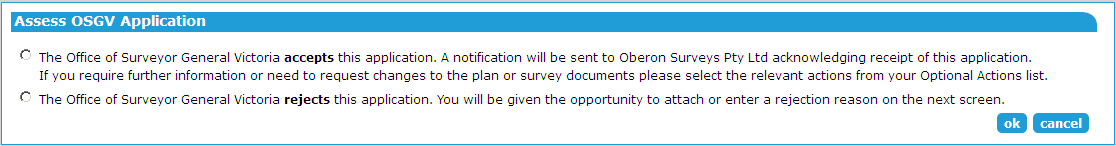 Assess OSGV Application
The Office of Surveyor General Victoria accepts this application. A notification will be sent to Oberon Surveys Pty Ltd acknowledging receipt of this application.
If you require further information or need to request changes to the plan or survey documents please select the relevant actions from your Optional Actions list.
The Office of Surveyor General Victoria rejects this application. You will be given the opportunity to attach or enter a rejection reason on the next screen.
ok cancel